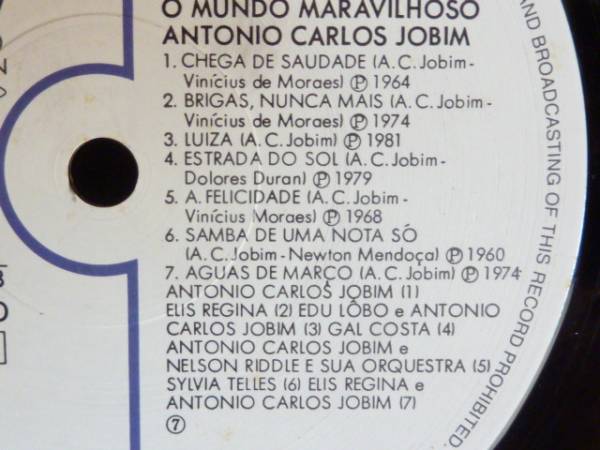 O MUNDO MARAVILHOSO
ANTONIO CARLOS JOBIM
1. CHEGA DE SAUDADE (A. C. Jobim -
Vinícius de Moraes) Ⓟ 1964
2. BRIGAS, NUNCA MAIS (A. C. Jobim -
Vinícius de Moraes) Ⓟ 1974
3. LUIZA (A. C. Jobim) Ⓟ 1981
4. ESTRADA DO SOL (A. C. Jobim -
Dolores Duran) Ⓟ 1979
5. A. FELICIDADE (A. C. Jobim -
Vinícius Moraes) Ⓟ 1968
6. SAMBA DE UMA NOTA SÓ
(A. C. Jobim - Newton Mendoça) Ⓟ 1960
7. AGUAS DE MARÇO (A. C. Jobim) Ⓟ 1974
ANTONIO CARLOS JOBIM (1)
ELIS REGINA (2) EDU LÔBO e ANTONIO
CARLOS JOBIM (3) GAL COSTA (4)
ANTONIO CARLOS JOBIM e
NELSON RIDDLE E SUA ORQUESTRA (5)
SYLVIA TELLES (6) ELIS REGINA e
ANTONIO CARLOS JOBIM (7)
⑦
AND BROADCASTING OF THIS RECORD PROHIBITED.